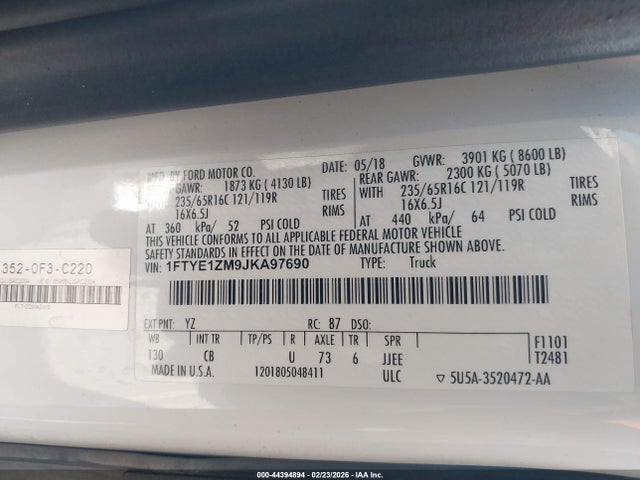 MFD. BY FORD MOTOR CO. DATE: 05/18 GVWR: 3901 KG ( 8600 LB)
GAWR: 1873 KG ( 4130 LB) REAR GAWR: 2300 KG ( 5070 LB)
WITH 235/65R16C 121/119R TIRES WITH 235/65R16C 121/119R TIRES
16X6.5J RIMS 16X6.5J RIMS
AT 360 kPa/ 52 PSI COLD AT 440 kPa/ 64 PSI COLD
THIS VEHICLE CONFORMS TO ALL APPLICABLE FEDERAL MOTOR VEHICLE
SAFETY STANDARDS IN EFFECT ON THE DATE OF MANUFACTURE SHOWN ABOVE.
VIN: 1FTYE1ZM9JKA97690 TYPE: Truck
352-0F3-C220
EXT PNT: YZ RC: 87 DSO:
WB INT TR TP/PS R AXLE TR SPR F1101
130 CB U 73 6 JJEE T2481
MADE IN U.S.A. 1201805048411 ULC ▽ 5U5A-3520472-AA
000-44394894 - 02/23/2026 - IAA Inc.